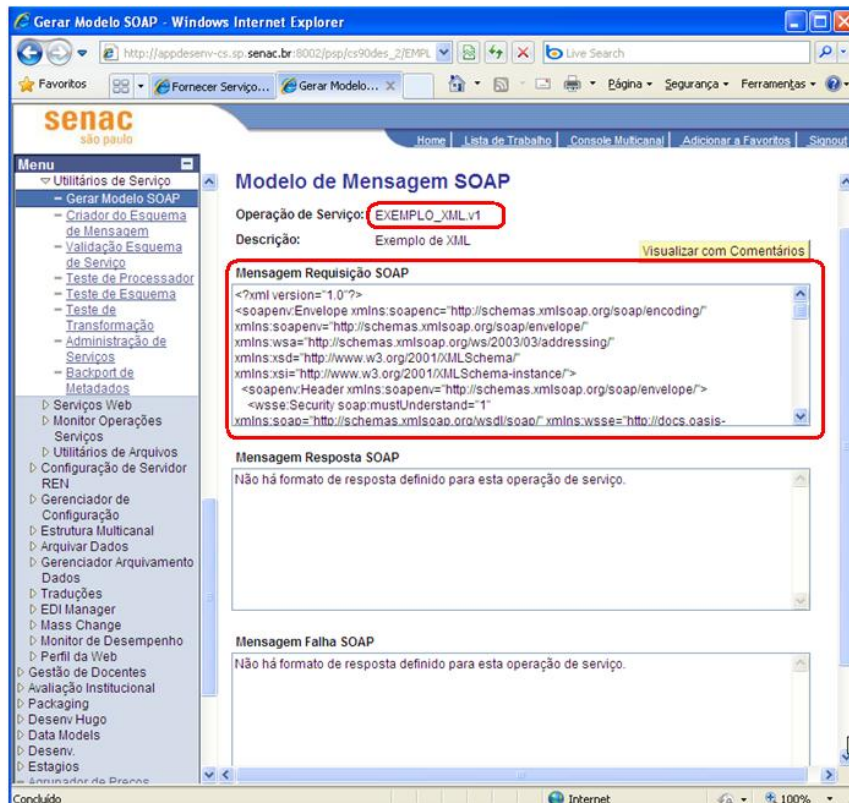 Gerar Modelo SOAP - Windows Internet Explorer
http://appdesenv-cs.sp.senac.br:8002/psp/cs90des_2/EMPL
Live Search
Favoritos
Fornecer Serviço...
Gerar Modelo...
Página
Segurança
Ferramentas
senac
são paulo
Home
Lista de Trabalho
Console Multicanal
Adicionar a Favoritos
Signout
Menu
Utilitários de Serviço
Gerar Modelo SOAP
Criador do Esquema
de Mensagem
Validação Esquema
de Serviço
Teste de Processador
Teste de Esquema
Teste de
Transformação
Administração de
Serviços
Backport de
Metadados
Serviços Web
Monitor Operações
Serviços
Utilitários de Arquivos
Configuração de Servidor
REN
Gerenciador de
Configuração
Estrutura Multicanal
Arquivar Dados
Gerenciador Arquivamento
Dados
Traduções
EDI Manager
Mass Change
Monitor de Desempenho
Perfil da Web
Gestão de Docentes
Avaliação Institucional
Packaging
Desenv Hugo
Data Models
Desenv.
Estagios
Agrupador de Preços
Modelo de Mensagem SOAP
Operação de Serviço: EXEMPLO_XML.v1
Descrição: Exemplo de XML
Visualizar com Comentários
Mensagem Requisição SOAP
<?xml version="1.0"?>
<soapenv:Envelope xmlns:soapenc="http://schemas.xmlsoap.org/soap/encoding/"
xmlns:soapenv="http://schemas.xmlsoap.org/soap/envelope/"
xmlns:wsa="http://schemas.xmlsoap.org/ws/2003/03/addressing/"
xmlns:xsd="http://www.w3.org/2001/XMLSchema/"
xmlns:xsi="http://www.w3.org/2001/XMLSchema-instance/">
<soapenv:Header xmlns:soapenv="http://schemas.xmlsoap.org/soap/envelope/">
<wsse:Security soap:mustUnderstand="1"
xmlns:soap="http://schemas.xmlsoap.org/wsdl/soap/" xmlns:wsse="http://docs.oasis-
Mensagem Resposta SOAP
Não há formato de resposta definido para esta operação de serviço.
Mensagem Falha SOAP
Não há formato de resposta definido para esta operação de serviço.
Concluído
Internet
100%